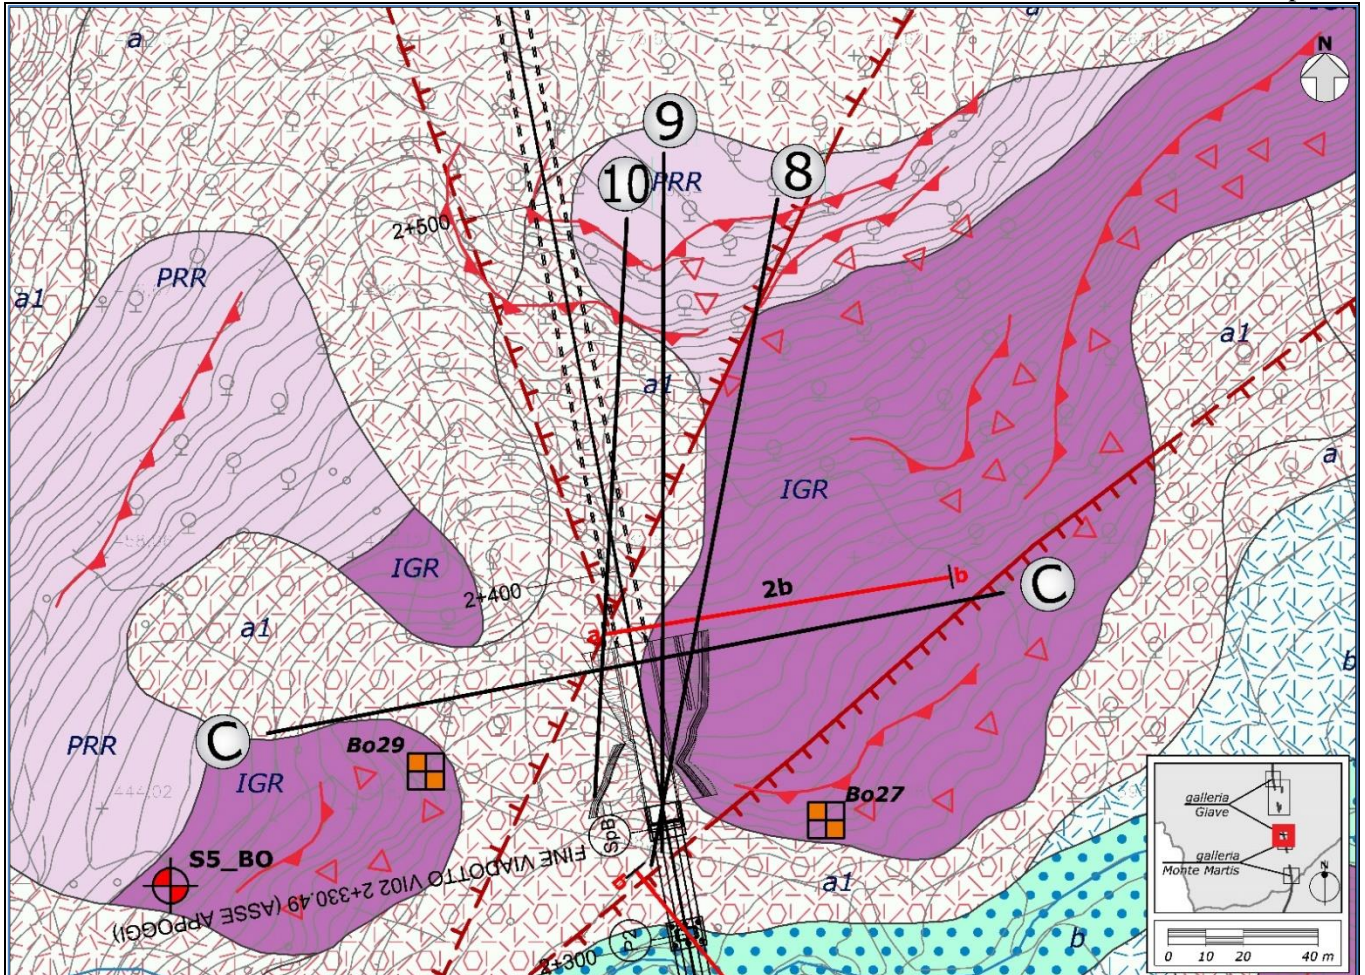 a
a
N
9
8
10
PRR
2+500
PRR
a1
a1
a1
a
IGR
IGR
2b
b
C
2+400
a1
a
b
C
PRR
Bo29
IGR
Bo27
S5_BO
SpB
FINE VIADOTTO VI02 2+330.49 (ASSE APPOGGI)
a1
b
P2
2+300
galleria
Giave
galleria
Monte Martis
N
0 10 20 40 m